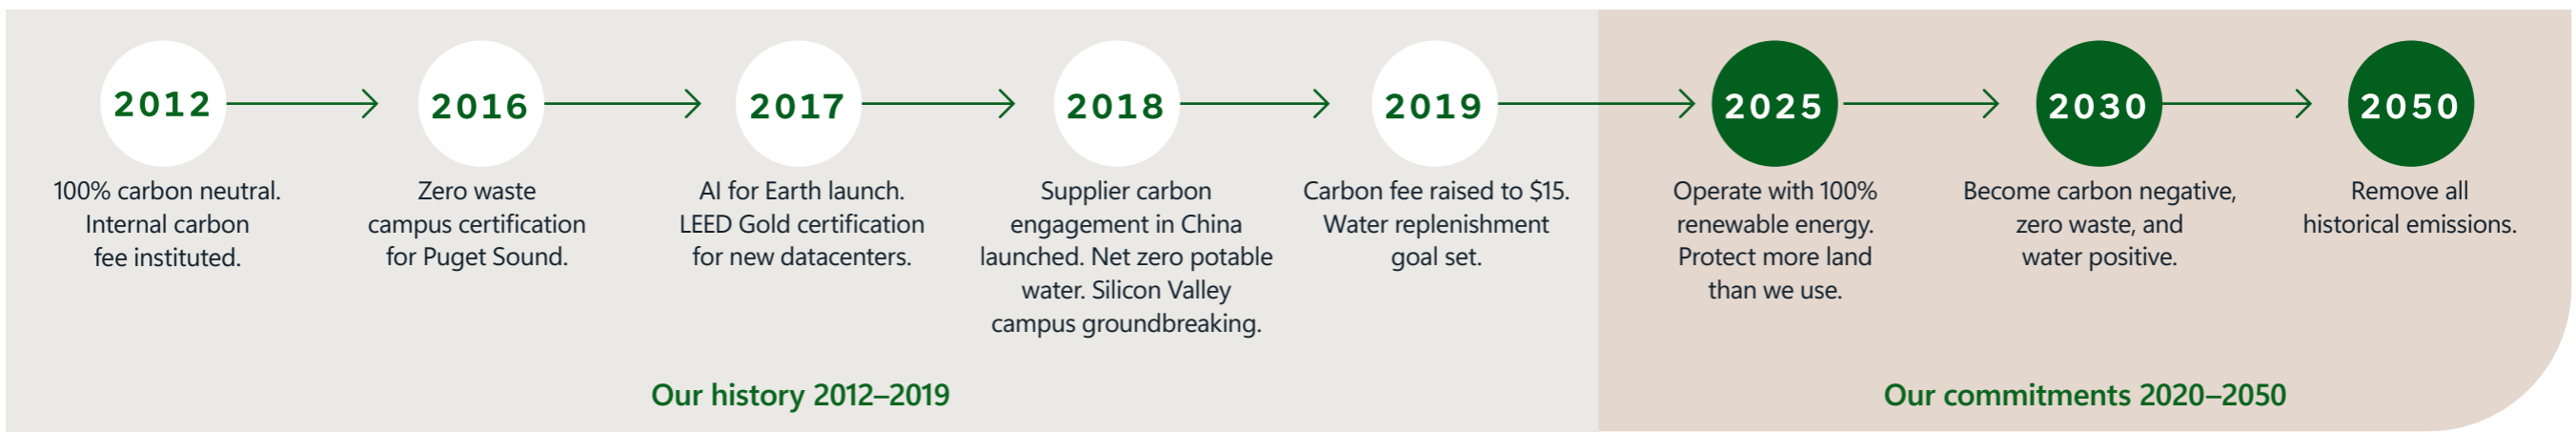 2012
100% carbon neutral.
Internal carbon
fee instituted.
2016
Zero waste
campus certification
for Puget Sound.
2017
AI for Earth launch.
LEED Gold certification
for new datacenters.
2018
Supplier carbon
engagement in China
launched. Net zero potable
water. Silicon Valley
campus groundbreaking.
2019
Carbon fee raised to $15.
Water replenishment
goal set.
Our history 2012–2019
2025
Operate with 100%
renewable energy.
Protect more land
than we use.
2030
Become carbon negative,
zero waste, and
water positive.
2050
Remove all
historical emissions.
Our commitments 2020–2050